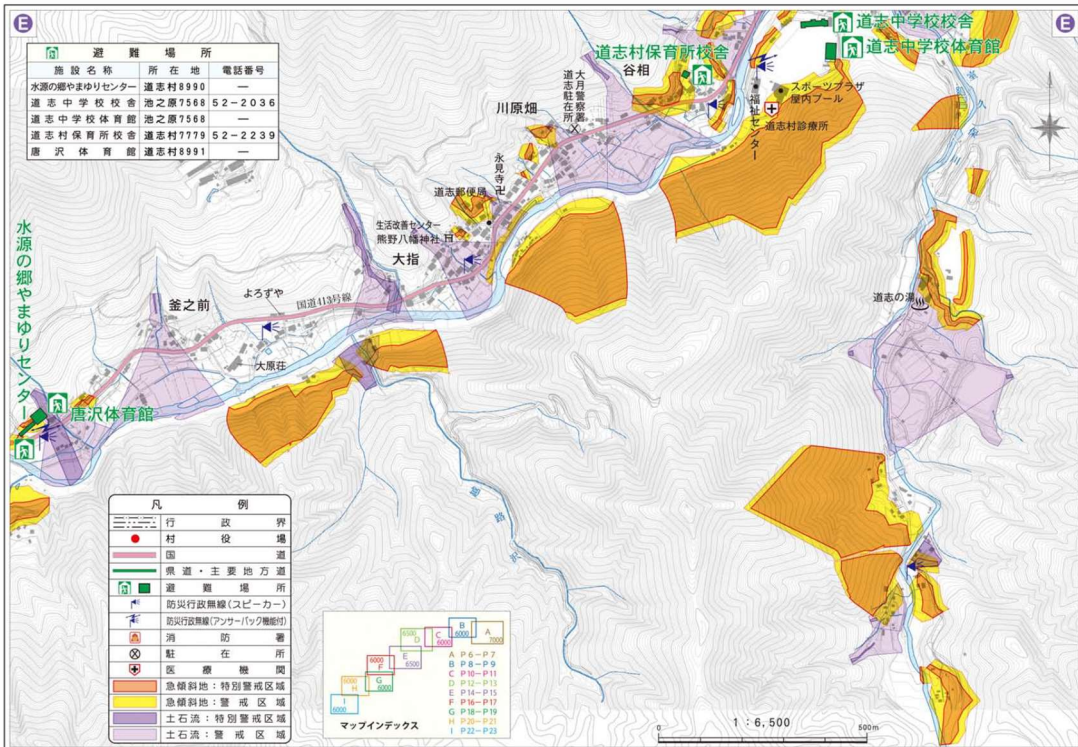 E
E
避難場所
施設名称 所在地 電話番号
水源の郷やまゆりセンター 道志村8990 —
道志中学校校舎 池之原7568 52-2036
道志中学校体育館 池之原7568 —
道志村保育所校舎 道志村7779 52-2239
唐沢体育館 道志村8991 —
道志中学校校舎
道志中学校体育館
道志村保育所校舎
谷相
大月警察署
道志駐在所
川原畑
スポーツプラザ
屋内プール
福祉センター
道志村診療所
永見寺
道志郵便局
生活改善センター
熊野八幡神社
大指
国道413号線
よろずや
釜之前
大原荘
水源の郷やまゆりセンター
唐沢体育館
道志の湯
凡例
行政界
村役場
国道
県道・主要地方道
避難場所
防災行政無線(スピーカー)
防災行政無線(アンサーバック機能付)
消防署
駐在所
医療機関
急傾斜地:特別警戒区域
急傾斜地:警戒区域
土石流:特別警戒区域
土石流:警戒区域
B
6000
A
7000
C
6000
6500
D
E
6500
6000
F
G
6000
6000
H
I
6000
A P6-P7
B P8-P9
C P10-P11
D P12-P13
E P14-P15
F P16-P17
G P18-P19
H P20-P21
I P22-P23
マップインデックス
1:6,500
0
500m